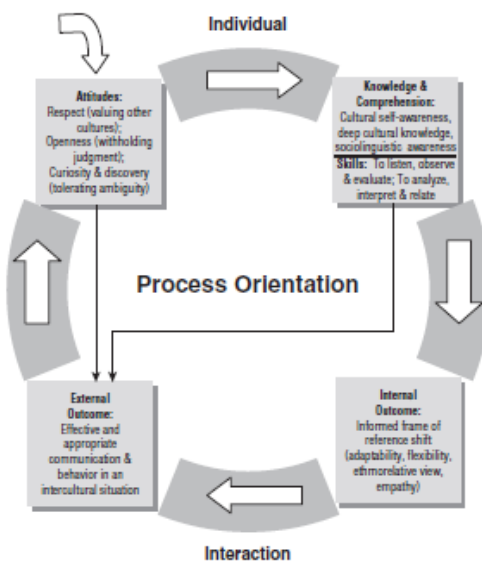 Individual
Attitudes:
Respect (valuing other
cultures);
Openness (withholding
judgment);
Curiosity & discovery
(tolerating ambiguity)
Knowledge &
Comprehension:
Cultural self-awareness,
deep cultural knowledge,
sociolinguistic awareness
Skills: To listen, observe
& evaluate; To analyze,
interpret & relate
Process Orientation
External
Outcome:
Effective and
appropriate
communication &
behavior in an
intercultural situation
Internal
Outcome:
Informed frame of
reference shift
(adaptability, flexibility,
ethnorelative view,
empathy)
Interaction